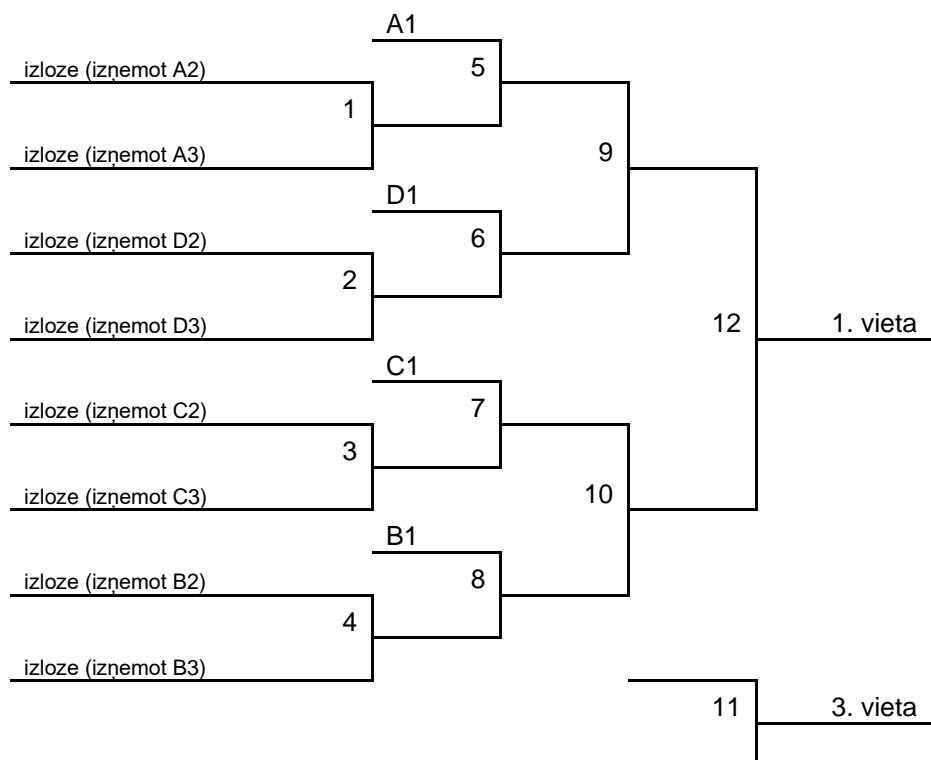 A1
5
izloze (izņemot A2)
1
9
izloze (izņemot A3)
D1
6
izloze (izņemot D2)
2
12
1. vieta
izloze (izņemot D3)
C1
7
izloze (izņemot C2)
3
10
izloze (izņemot C3)
B1
8
izloze (izņemot B2)
4
izloze (izņemot B3)
11
3. vieta